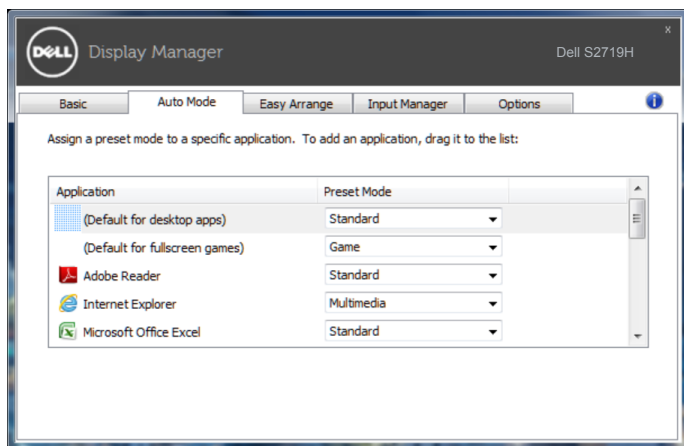 DELL Display Manager Dell S2719H x
Basic Auto Mode Easy Arrange Input Manager Options
Assign a preset mode to a specific application. To add an application, drag it to the list:
Application Preset Mode
(Default for desktop apps) Standard
(Default for fullscreen games) Game
Adobe Reader Standard
Internet Explorer Multimedia
Microsoft Office Excel Standard